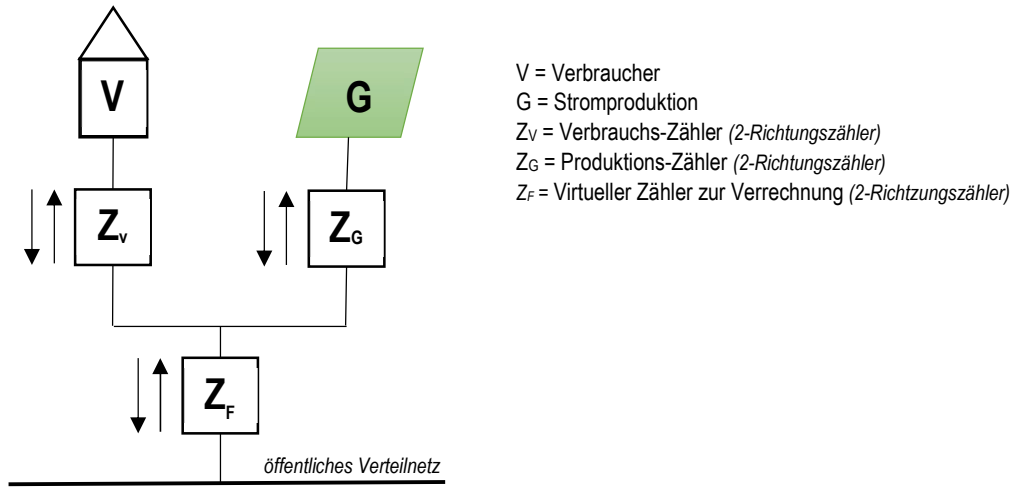 V
G
Zv
ZG
ZF
öffentliches Verteilnetz
V = Verbraucher
G = Stromproduktion
ZV = Verbrauchs-Zähler (2-Richtungszähler)
ZG = Produktions-Zähler (2-Richtungszähler)
ZF = Virtueller Zähler zur Verrechnung (2-Richtzungszähler)